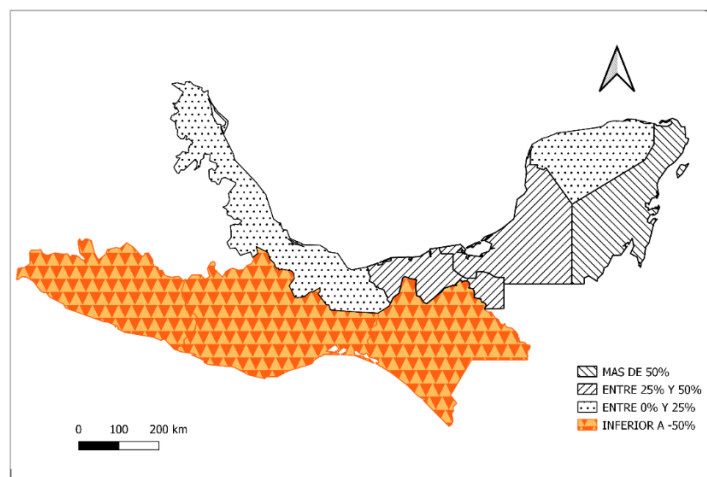 MAS DE 50%
ENTRE 25% Y 50%
ENTRE 0% Y 25%
INFERIOR A -50%
0 100 200 km